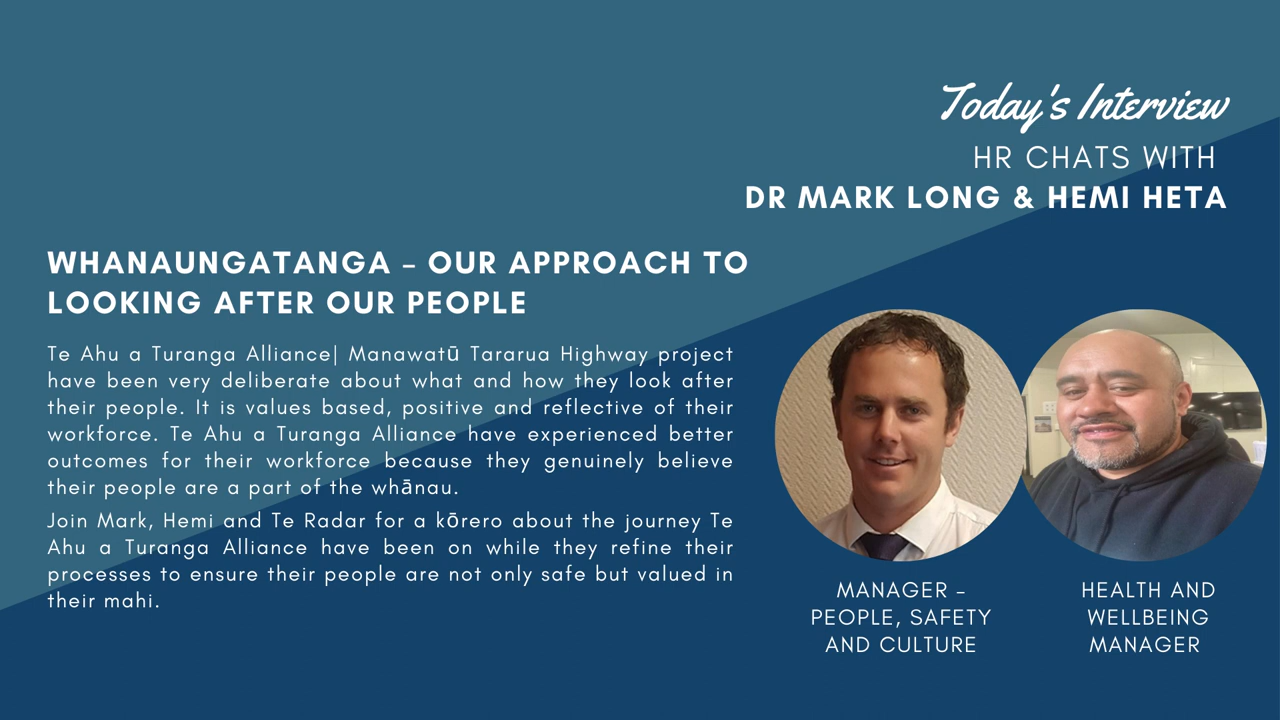 Today's Interview
HR CHATS WITH
DR MARK LONG & HEMI HETA
WHANAUNGATANGA – OUR APPROACH TO
LOOKING AFTER OUR PEOPLE
Te Ahu a Turanga Alliance| Manawatū Tararua Highway project
have been very deliberate about what and how they look after
their people. It is values based, positive and reflective of their
workforce. Te Ahu a Turanga Alliance have experienced better
outcomes for their workforce because they genuinely believe
their people are a part of the whānau.
Join Mark, Hemi and Te Radar for a kōrero about the journey Te
Ahu a Turanga Alliance have been on while they refine their
processes to ensure their people are not only safe but valued in
their mahi.
MANAGER –
PEOPLE, SAFETY
AND CULTURE
HEALTH AND
WELLBEING
MANAGER